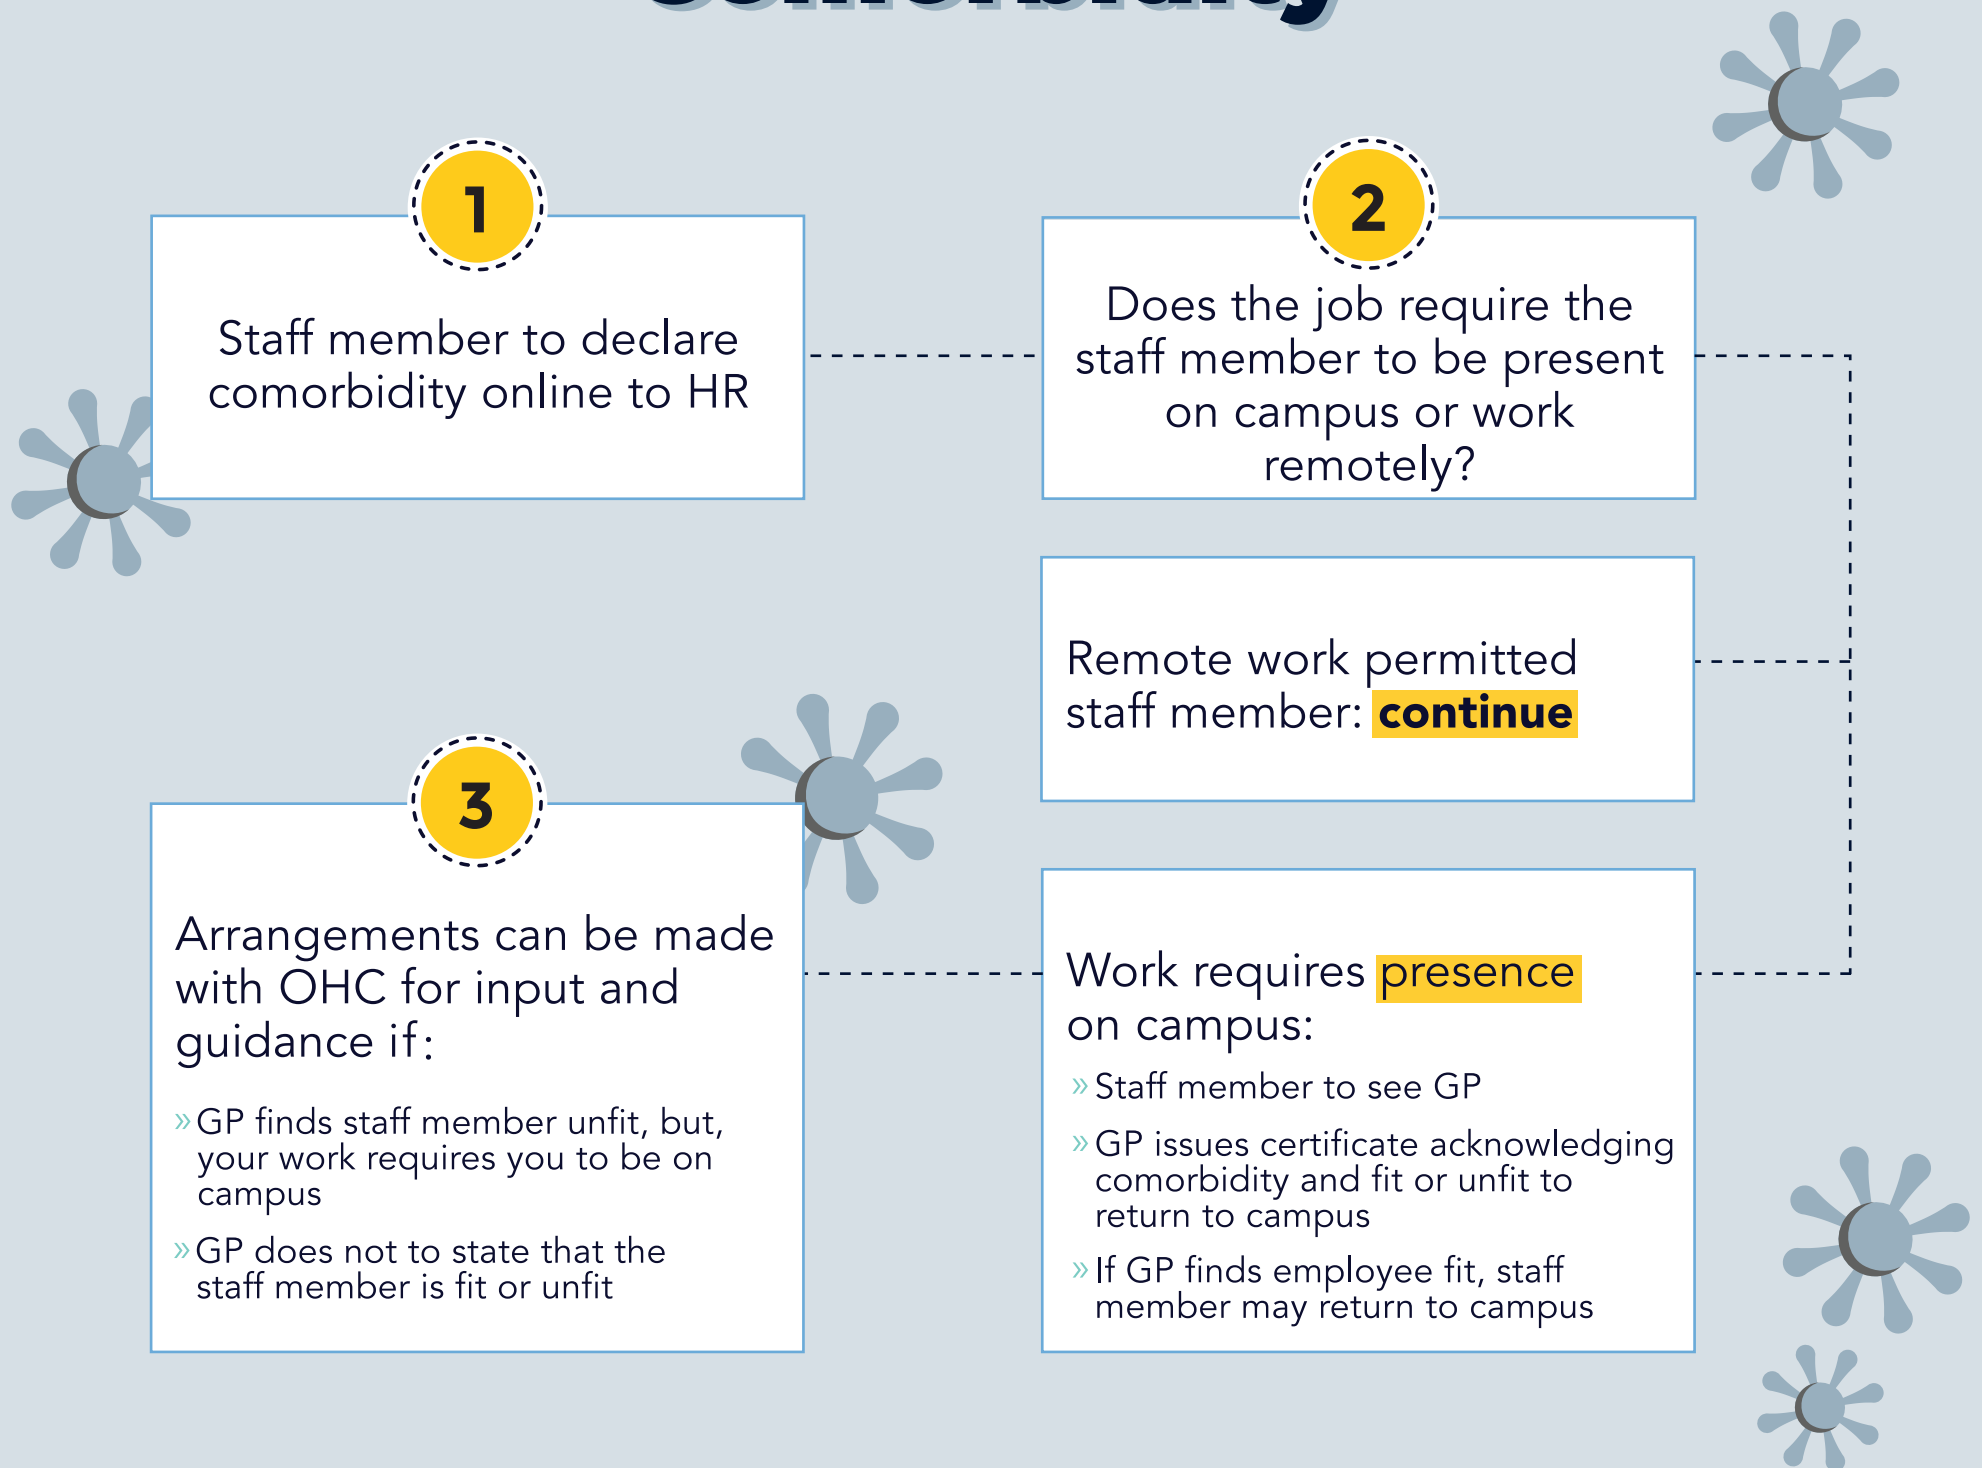 comorbidity
1
Staff member to declare
comorbidity online to HR
2
Does the job require the
staff member to be present
on campus or work
remotely?
Remote work permitted
staff member: continue
Work requires presence
on campus:
» Staff member to see GP
» GP issues certificate acknowledging
comorbidity and fit or unfit to
return to campus
» If GP finds employee fit, staff
member may return to campus
3
Arrangements can be made
with OHC for input and
guidance if:
» GP finds staff member unfit, but,
your work requires you to be on
campus
» GP does not to state that the
staff member is fit or unfit